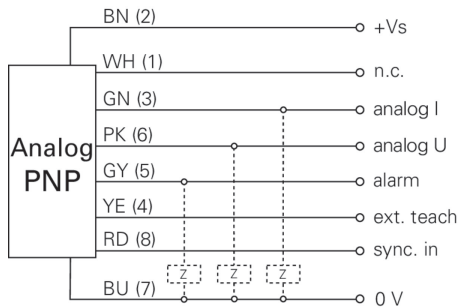 BN (2) +Vs
WH (1) n.c.
GN (3) analog I
PK (6) analog U
Analog
PNP
GY (5) alarm
YE (4) ext. teach
RD (8) sync. in
Z Z Z
BU (7) 0 V